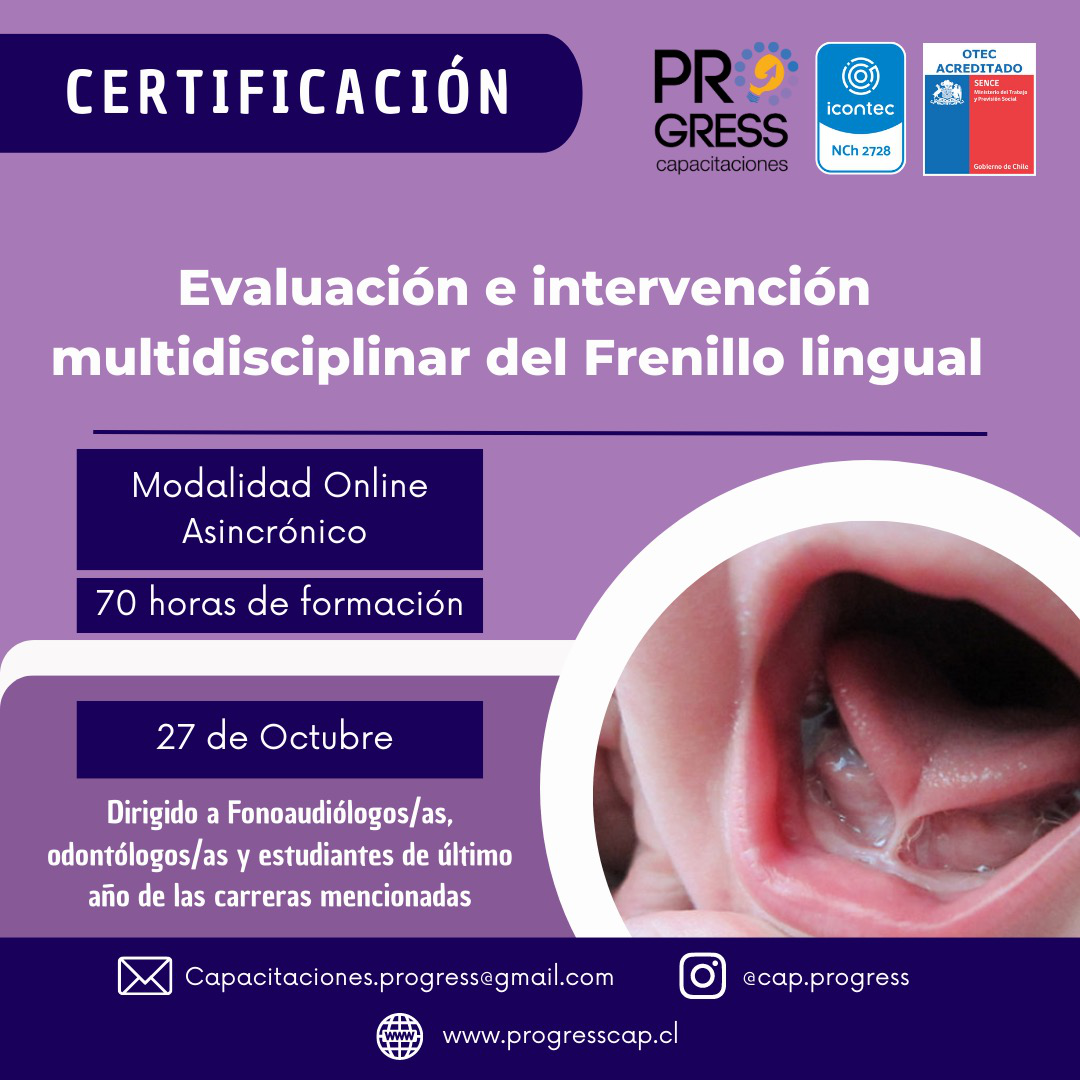 CERTIFICACIÓN
PROGRESS
capacitaciones
icontec
NCh 2728
OTEC
ACREDITADO
SENCE
Ministerio del Trabajo
y Previsión Social
Gobierno de Chile
Evaluación e intervención
multidisciplinar del Frenillo lingual
Modalidad Online
Asincrónico
70 horas de formación
27 de Octubre
Dirigido a Fonoaudiólogos/as,
odontólogos/as y estudiantes de último
año de las carreras mencionadas
Capacitaciones.progress@gmail.com
@cap.progress
www
www.progresscap.cl